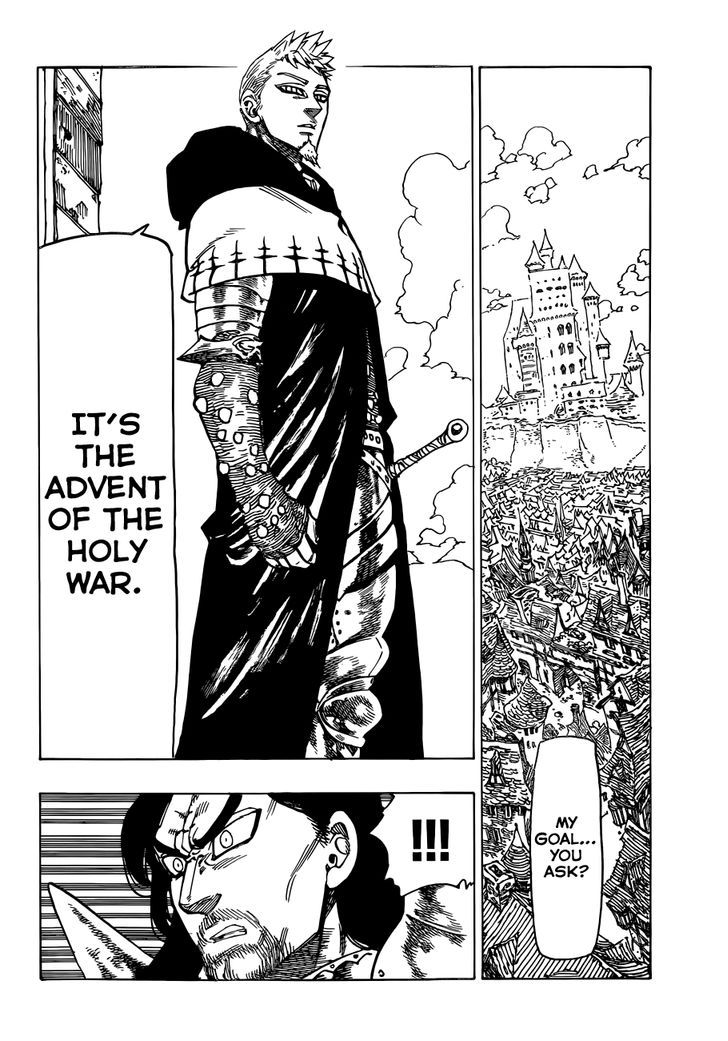 MY
GOAL...
YOU
ASK?
IT'S
THE
ADVENT
OF THE
HOLY
WAR.
!!!